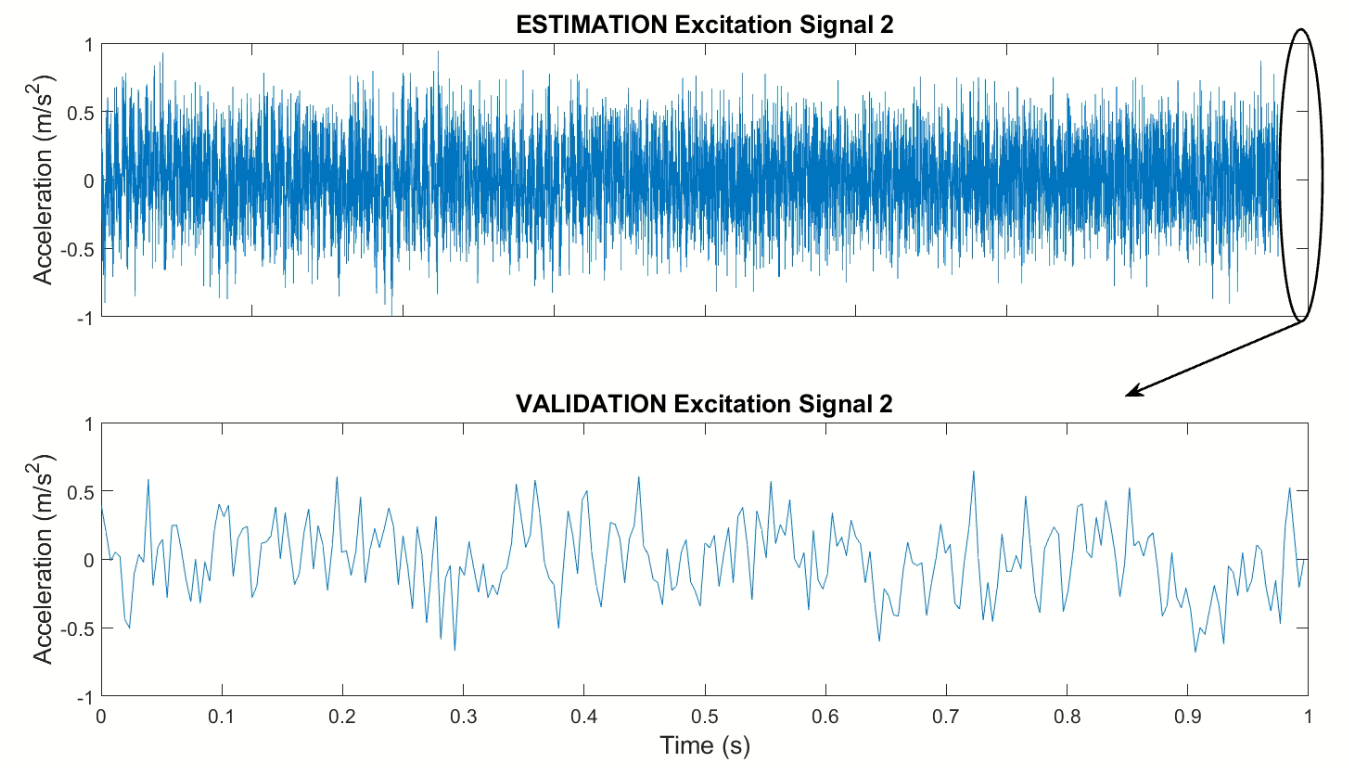 ESTIMATION Excitation Signal 2
1
0.5
0
-0.5
-1
Acceleration (m/s²)
VALIDATION Excitation Signal 2
1
0.5
0
-0.5
-1
Acceleration (m/s²)
0 0.1 0.2 0.3 0.4 0.5 0.6 0.7 0.8 0.9 1
Time (s)